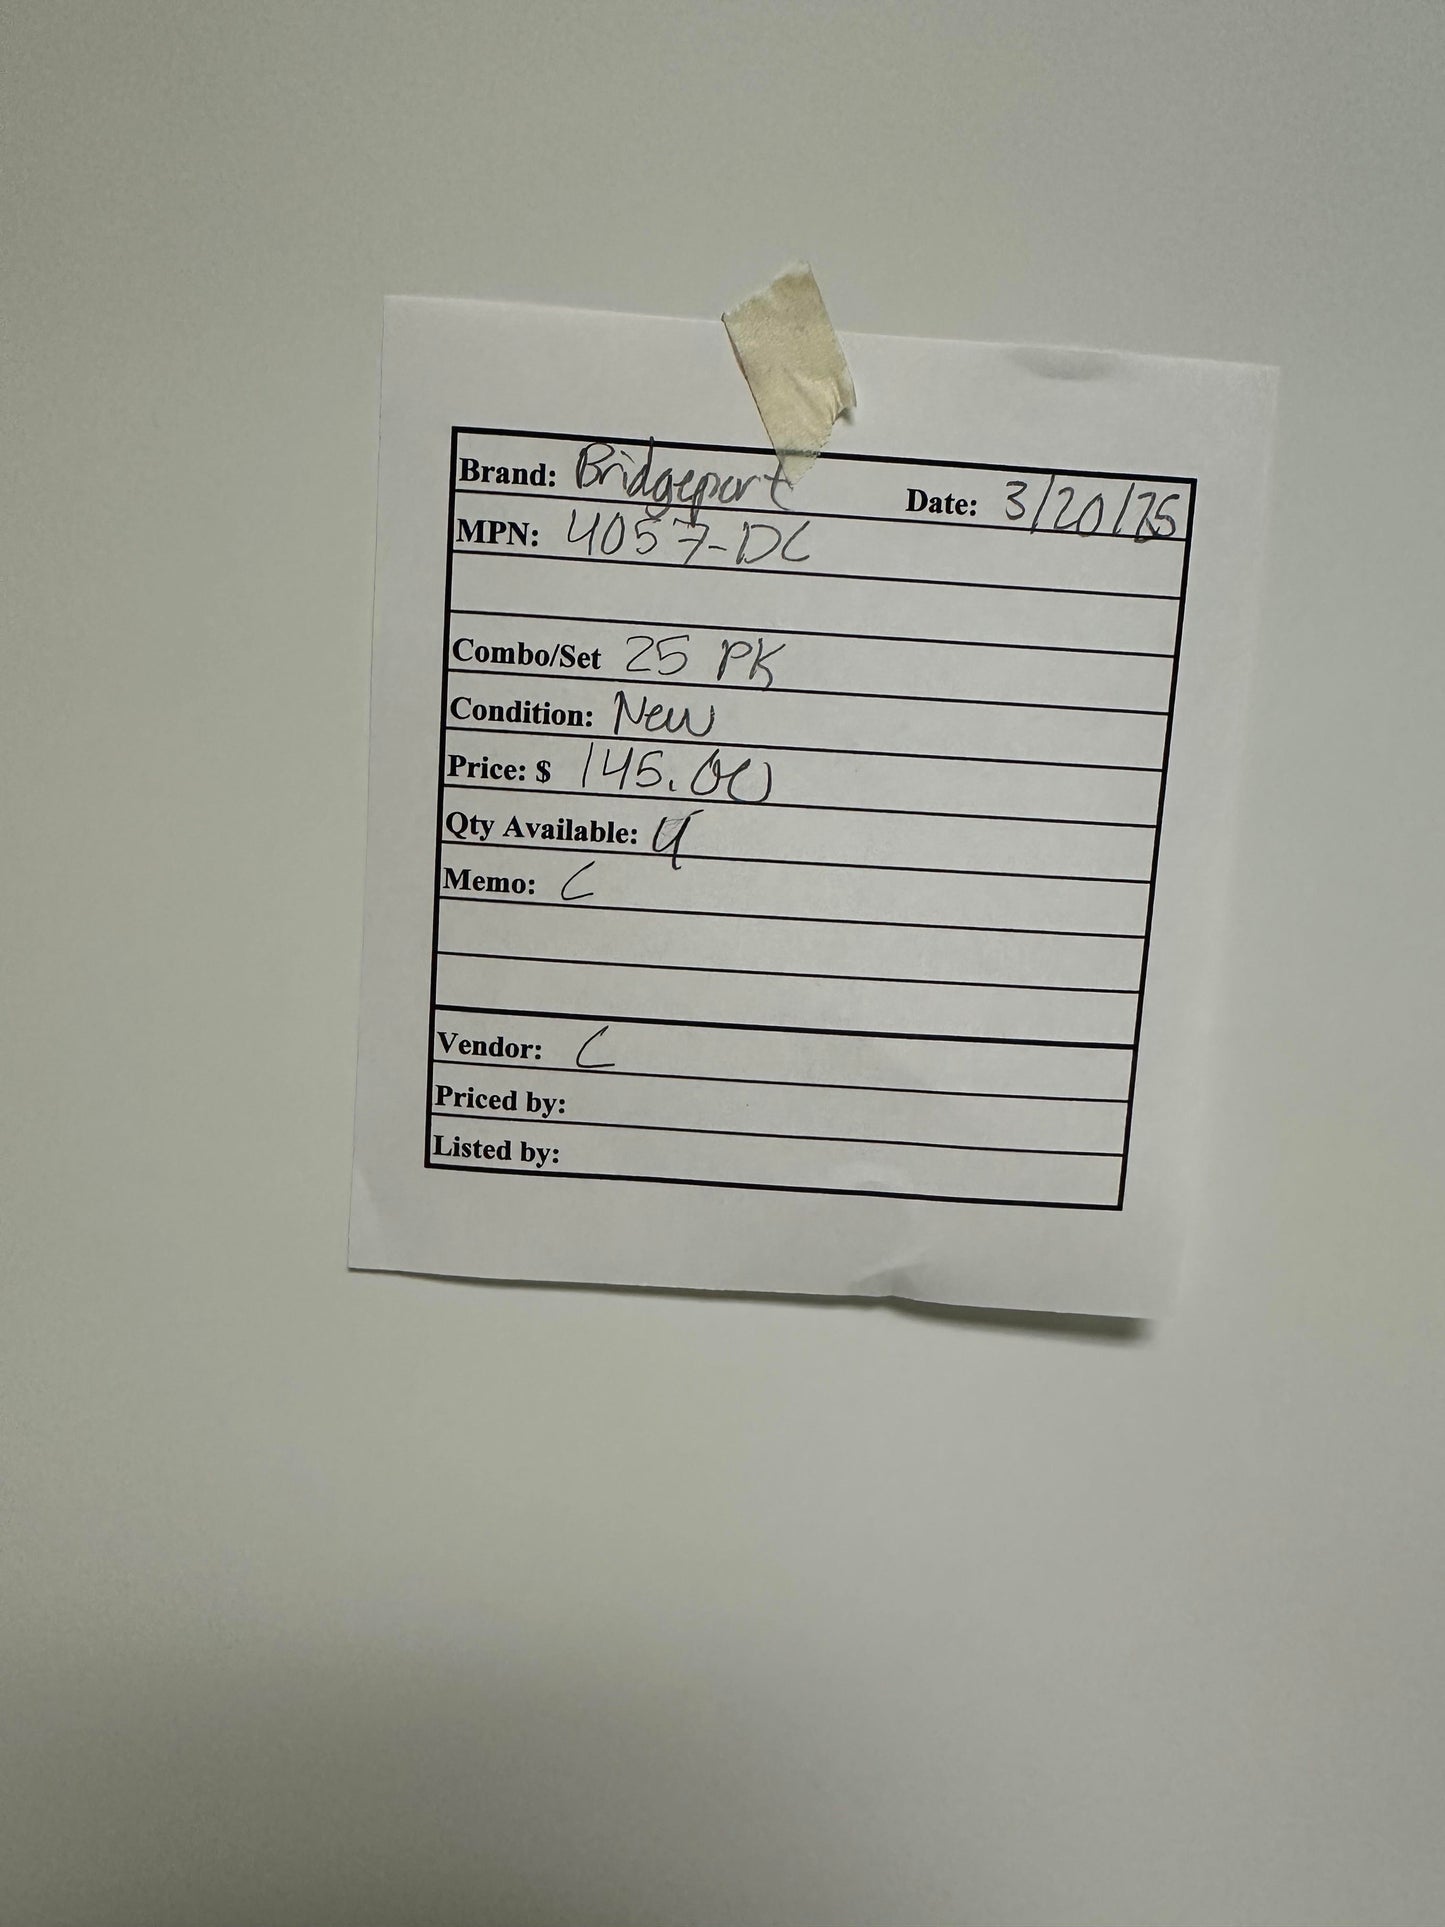 Brand: Bridgeport Date: 3/20/25
MPN: 4057-DC
Combo/Set 25 PK
Condition: New
Price: $ 145.00
Qty Available: 4
Memo: C
Vendor: C
Priced by:
Listed by: